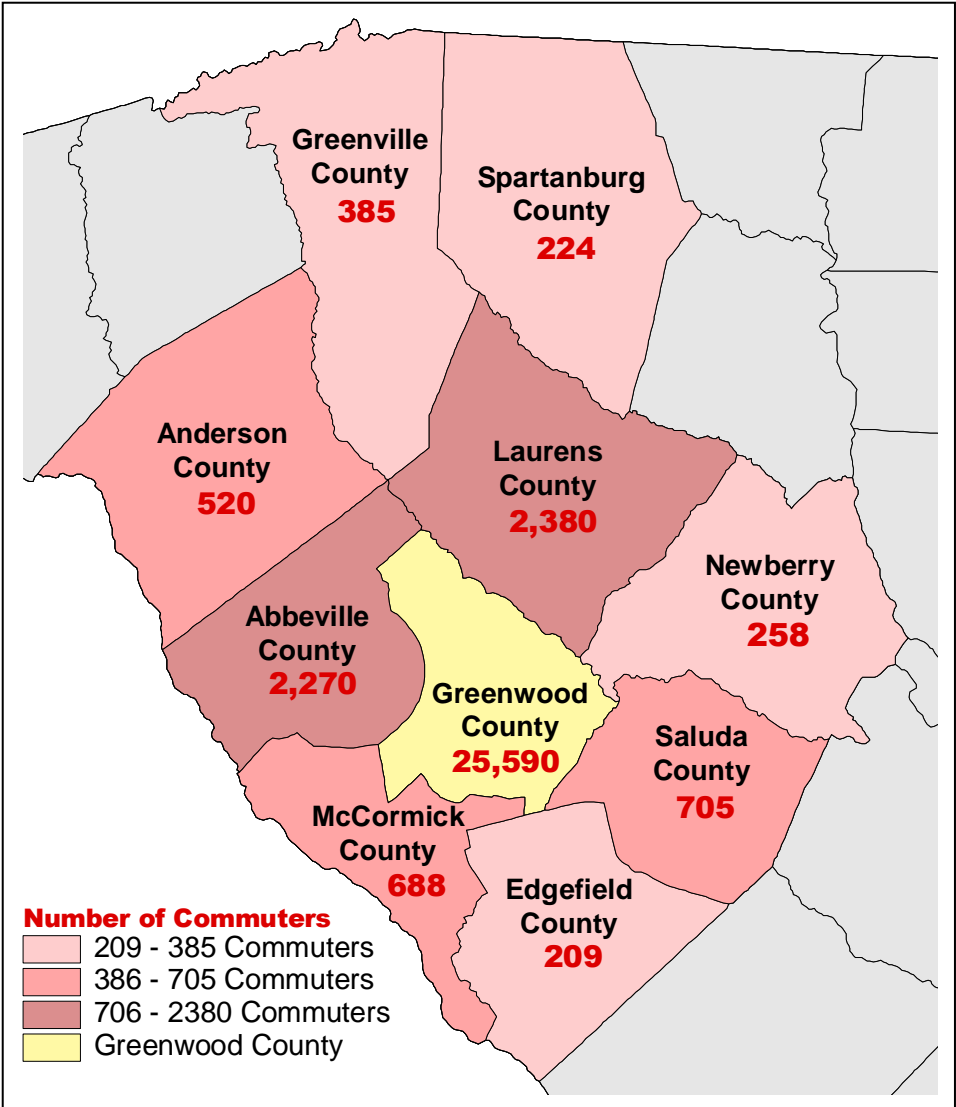 Greenville
County
385
Spartanburg
County
224
Anderson
County
520
Laurens
County
2,380
Newberry
County
258
Abbeville
County
2,270
Greenwood
County
25,590
Saluda
County
705
McCormick
County
688
Edgefield
County
209
Number of Commuters
209 - 385 Commuters
386 - 705 Commuters
706 - 2380 Commuters
Greenwood County